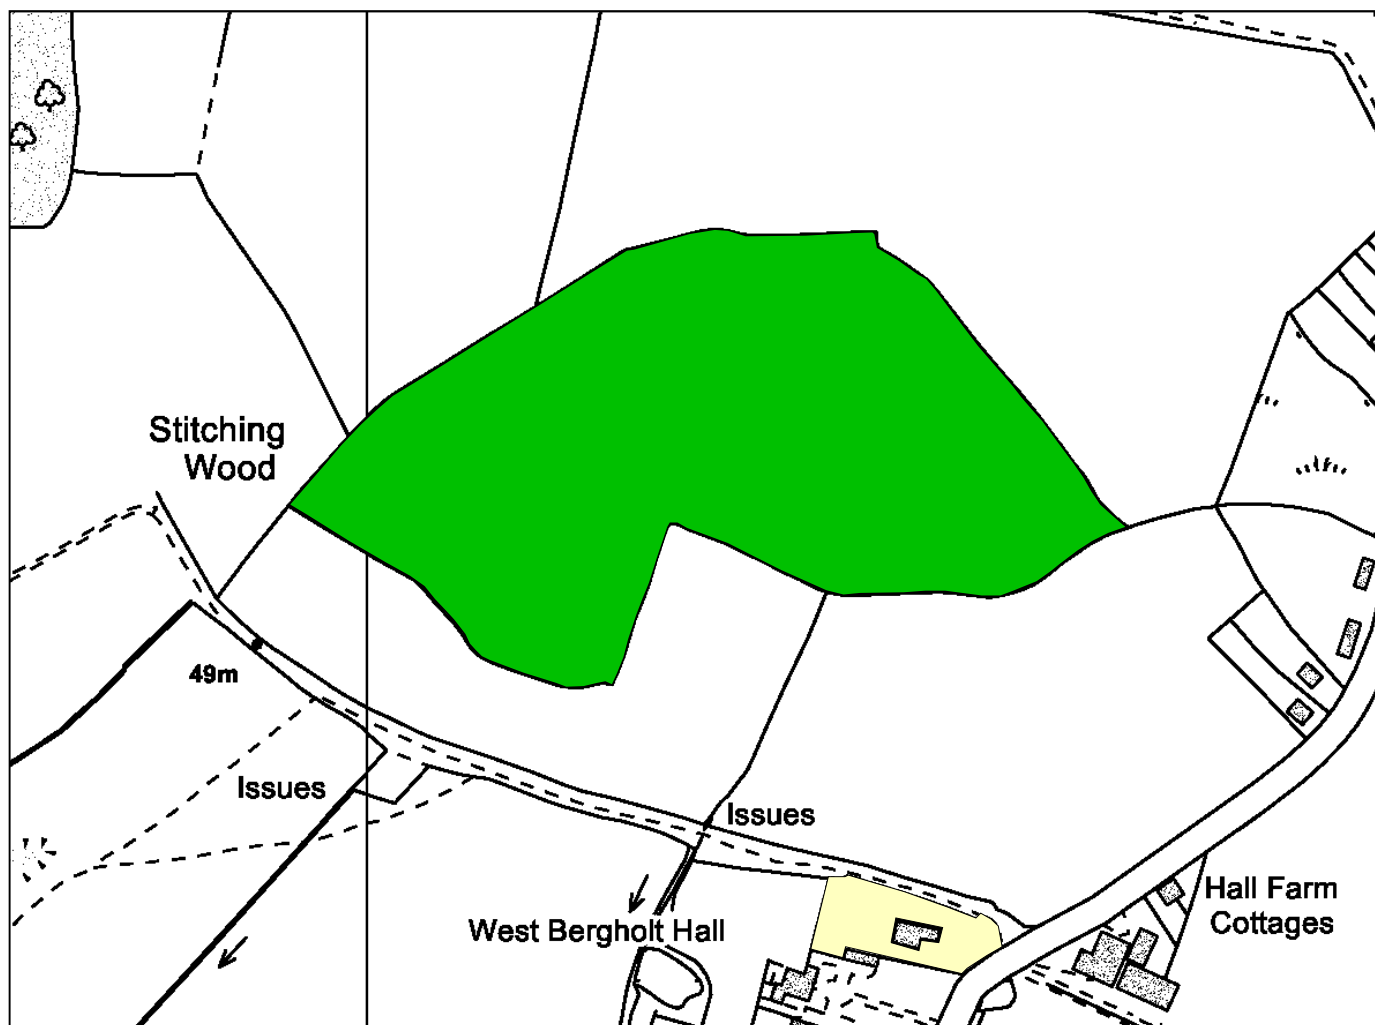 Stitching
Wood
49m
Issues
Issues
West Bergholt Hall
Hall Farm
Cottages